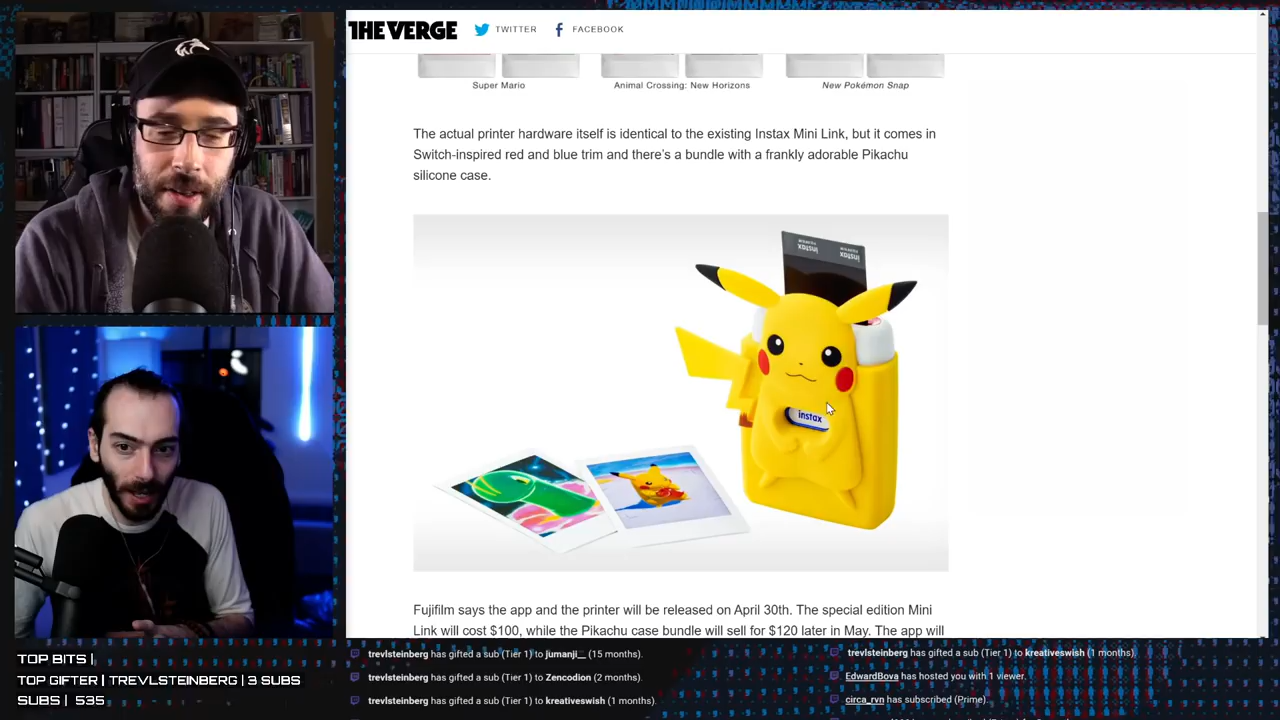 THE VERGE
TWITTER
FACEBOOK
Super Mario
Animal Crossing: New Horizons
New Pokémon Snap
The actual printer hardware itself is identical to the existing Instax Mini Link, but it comes in
Switch-inspired red and blue trim and there's a bundle with a frankly adorable Pikachu
silicone case.
instax
instax
instax
Fujifilm says the app and the printer will be released on April 30th. The special edition Mini
Link will cost $100, while the Pikachu case bundle will sell for $120 later in May. The app will
TOP BITS |
TOP GIFTER | TREVLSTEINBERG | 3 SUBS
SUBS | 535
trevlsteinberg has gifted a sub (Tier 1) to jumanji__ (15 months).
trevlsteinberg has gifted a sub (Tier 1) to Zencodion (2 months).
trevlsteinberg has gifted a sub (Tier 1) to kreativeswish (1 months).
trevlsteinberg has gifted a sub (Tier 1) to kreativeswish (1 months).
EdwardBova has hosted you with 1 viewer.
circa_rvn has subscribed (Prime).